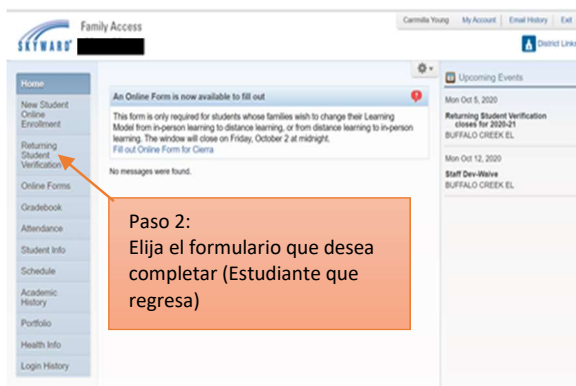 Family Access
Carmilla Young My Account Email History Exit
SKYWARD
District Links
Home
New Student
Online
Enrollment
Returning
Student
Verification
Online Forms
Gradebook
Attendance
Student Info
Schedule
Academic
History
Portfolio
Health Info
Login History
An Online Form is now available to fill out
This form is only required for students whose families wish to change their Learning
Model from in-person learning to distance learning, or from distance learning to in-person
learning. The window will close on Friday, October 2 at midnight.
Fill out Online Form for Cierra
No messages were found.
Paso 2:
Elija el formulario que desea
completar (Estudiante que
regresa)
Upcoming Events
Mon Oct 5, 2020
Returning Student Verification
closes for 2020-21
BUFFALO CREEK EL
Mon Oct 12, 2020
Staff Dev-Waive
BUFFALO CREEK EL